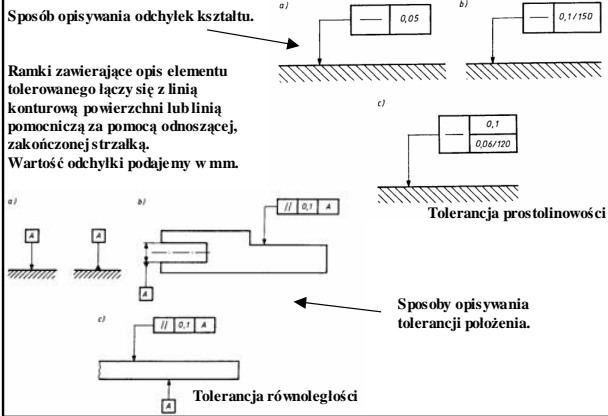 Sposób opisywania odchyłek kształtu.
Ramki zawierające opis elementu
tolerowanego łączy się z linią
konturową powierzchni lub linią
pomocniczą za pomocą odnoszącej,
zakończonej strzałką.
Wartość odchyłki podajemy w mm.
a)
— 0,05
b)
— 0,1/150
c)
— 0,1
0,06/120
Tolerancja prostolinowości
a)
A
A
b)
// 0,1 A
A
Sposoby opisywania
tolerancji położenia.
c)
// 0,1 A
A
Tolerancja równoległości